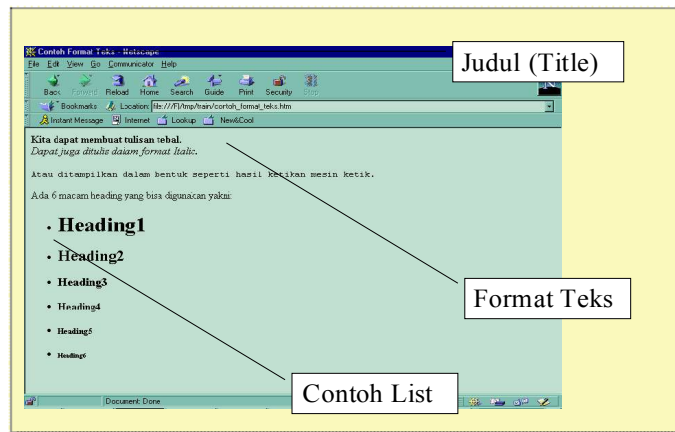 Contoh Format Teks - Netscape
Judul (Title)
File Edit View Go Communicator Help
Back Forward Reload Home Search Guide Print Security Stop
Bookmarks Location: file:///F|/tmp/train/contoh_format_teks.htm
Instant Message Internet Lookup New&Cool
Kita dapat membuat tulisan tebal.
Dapat juga ditulis dalam format Italic.
Atau ditampilkan dalam bentuk seperti hasil ketikan mesin ketik.
Ada 6 macam heading yang bisa digunakan yakni:
• Heading1
• Heading2
• Heading3
• Heading4
• Heading5
• Heading6
Format Teks
Contoh List
Document: Done